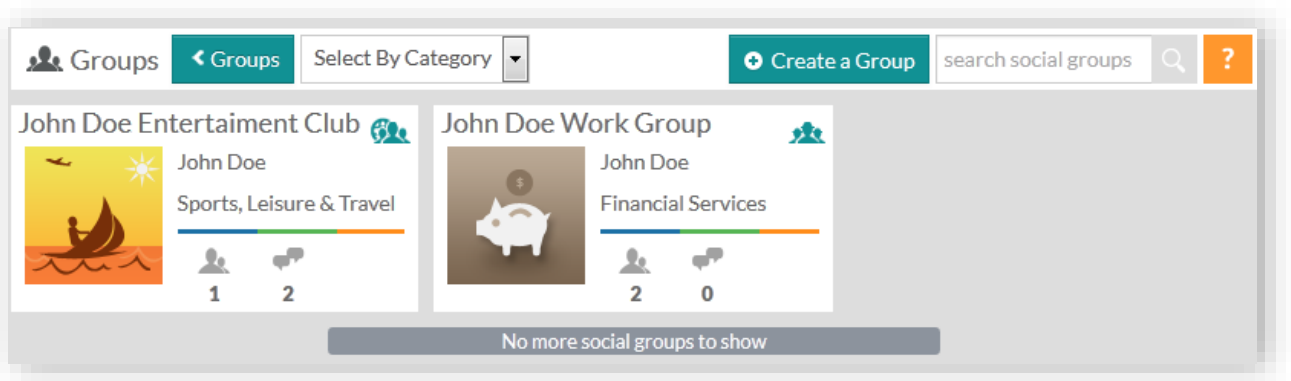 Groups
Groups
Select By Category
Create a Group
search social groups
?
John Doe Entertaiment Club
John Doe
Sports, Leisure & Travel
1 2
John Doe Work Group
$
John Doe
Financial Services
2 0
No more social groups to show